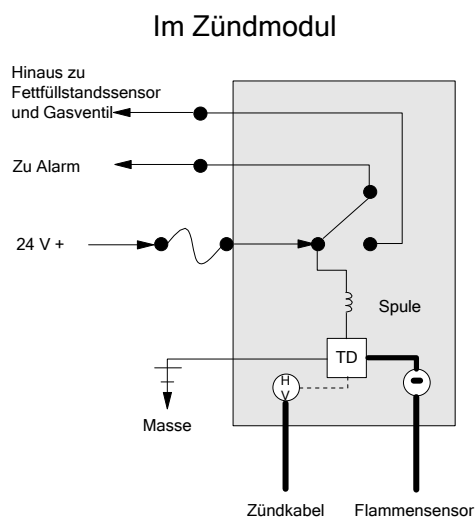 Im Zündmodul
Hinaus zu
Fettfüllstandssensor
und Gasventil
Zu Alarm
24 V +
Spule
TD
H
V
Masse
Zündkabel
Flammensensor